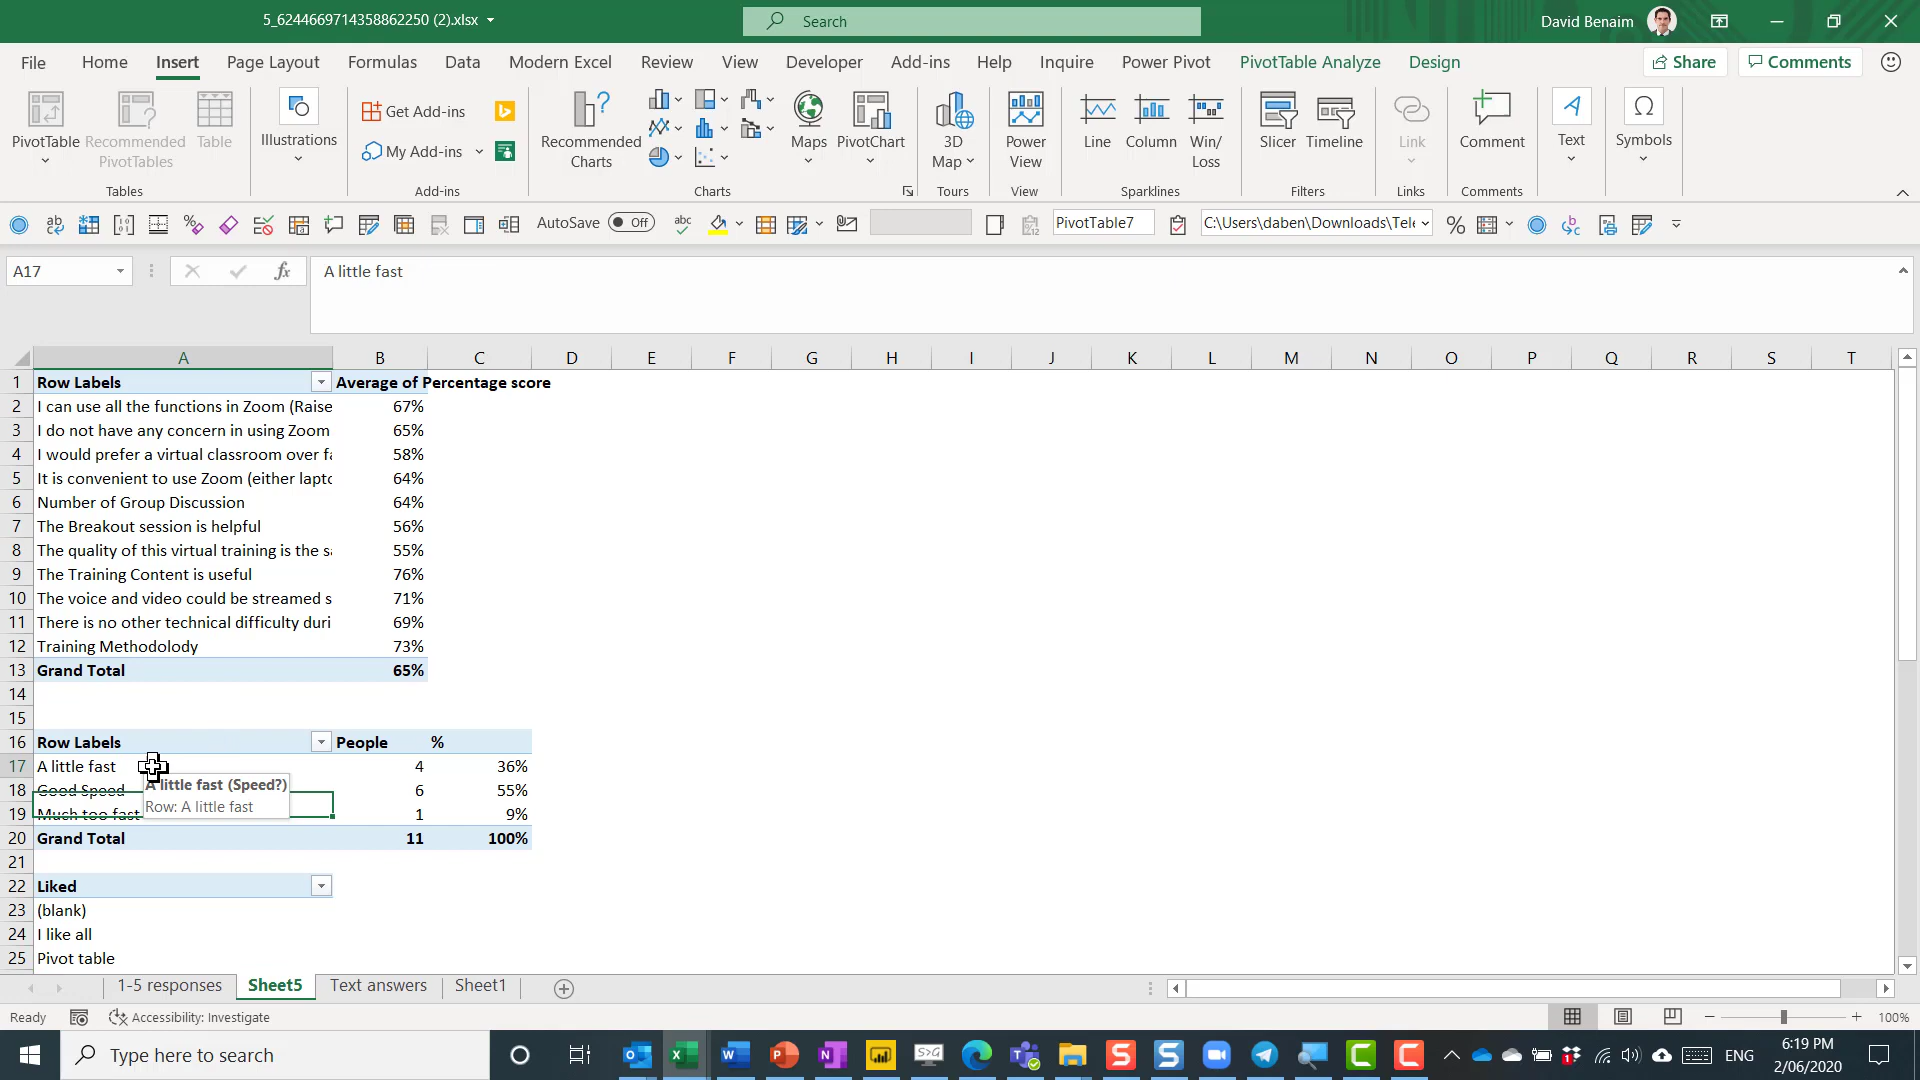 5_6244669714358862250 (2).xlsx
Search
David Benaim
File Home Insert Page Layout Formulas Data Modern Excel Review View Developer Add-ins Help Inquire Power Pivot PivotTable Analyze Design Share Comments
PivotTable
Recommended PivotTables
Table
Tables
Illustrations
Get Add-ins
My Add-ins
Add-ins
Recommended Charts
Maps
PivotChart
Charts
3D Map
Tours
Power View
View
Line
Column
Win/Loss
Sparklines
Slicer
Timeline
Filters
Link
Links
Comment
Comments
Text
Symbols
AutoSave Off PivotTable7 C:\Users\daben\Downloads\Tele
A17 fx A little fast
A B C D E F G H I J K L M N O P Q R S T
1 Row Labels Average of Percentage score
2 I can use all the functions in Zoom (Raise 67%
3 I do not have any concern in using Zoom 65%
4 I would prefer a virtual classroom over fa 58%
5 It is convenient to use Zoom (either lapto 64%
6 Number of Group Discussion 64%
7 The Breakout session is helpful 56%
8 The quality of this virtual training is the sa 55%
9 The Training Content is useful 76%
10 The voice and video could be streamed s 71%
11 There is no other technical difficulty duri 69%
12 Training Methodolody 73%
13 Grand Total 65%
14
15
16 Row Labels People %
17 A little fast 4 36%
18 Good Speed 6 55%
19 Much too fast 1 9%
20 Grand Total 11 100%
A little fast (Speed?)
Row: A little fast
21
22 Liked
23 (blank)
24 I like all
25 Pivot table
1-5 responses Sheet5 Text answers Sheet1
Ready Accessibility: Investigate 100%
Type here to search
ENG
6:19 PM
2/06/2020